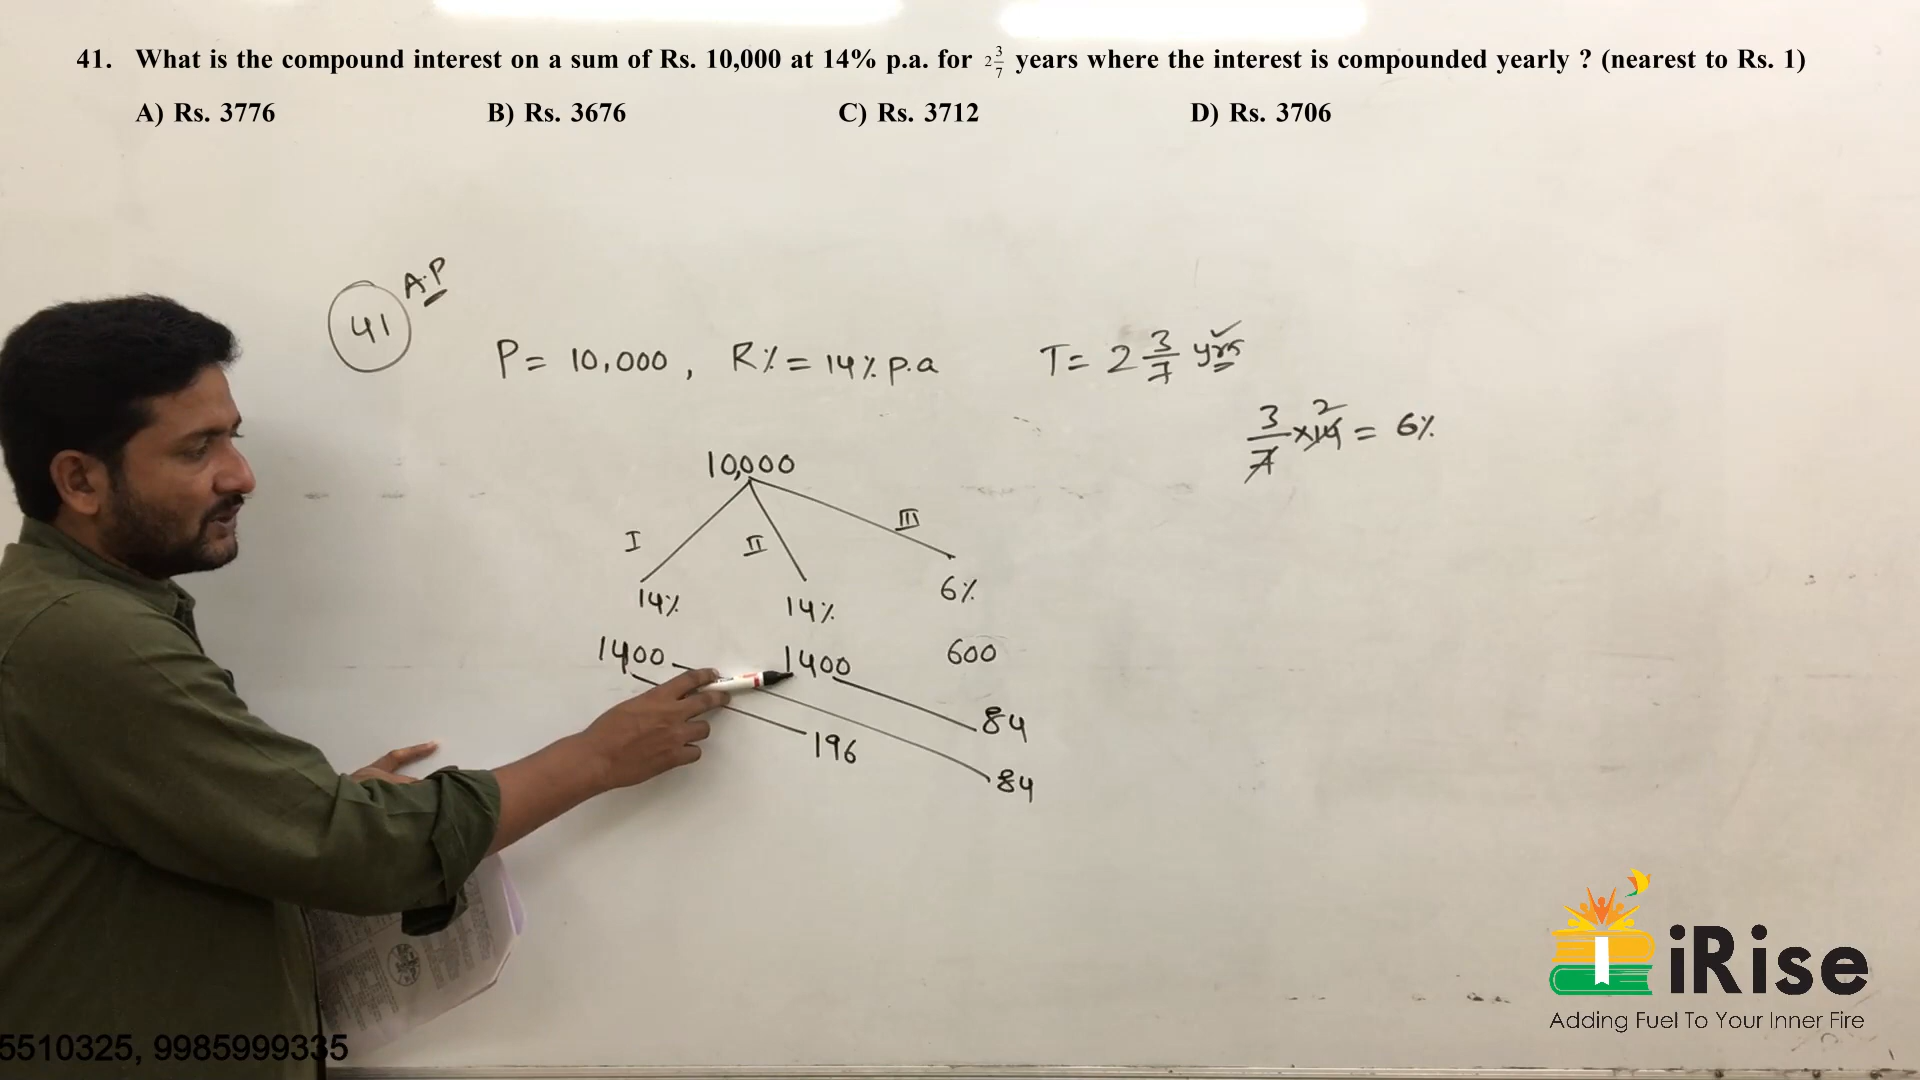 41. What is the compound interest on a sum of Rs. 10,000 at 14% p.a. for 2 3/7 years where the interest is compounded yearly ? (nearest to Rs. 1)
A) Rs. 3776 B) Rs. 3676 C) Rs. 3712 D) Rs. 3706
41 A.P
P = 10,000, R% = 14% p.a T = 2 3/7 yrs
3/7 × 14 2 = 6%
10,000
I II III
14% 14% 6%
1400 1400 600
84
196
84
iRise
Adding Fuel To Your Inner Fire
5510325, 9985999335